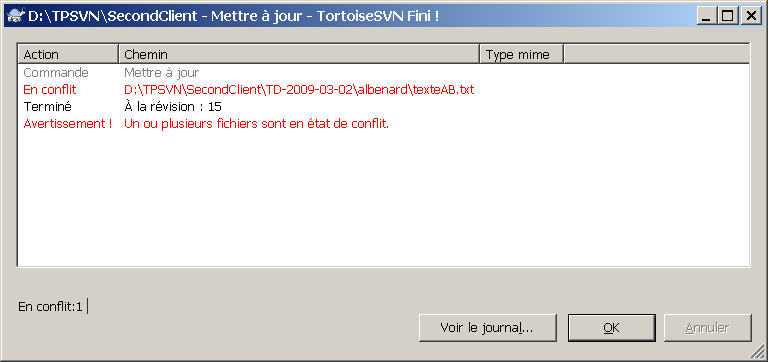 D:\TPSVN\SecondClient - Mettre à jour - TortoiseSVN Fini !
Action Chemin Type mime
Commande Mettre à jour
En conflit D:\TPSVN\SecondClient\TD-2009-03-02\albenard\texteAB.txt
Terminé À la révision : 15
Avertissement ! Un ou plusieurs fichiers sont en état de conflit.
En conflit:1
Voir le journal... OK Annuler